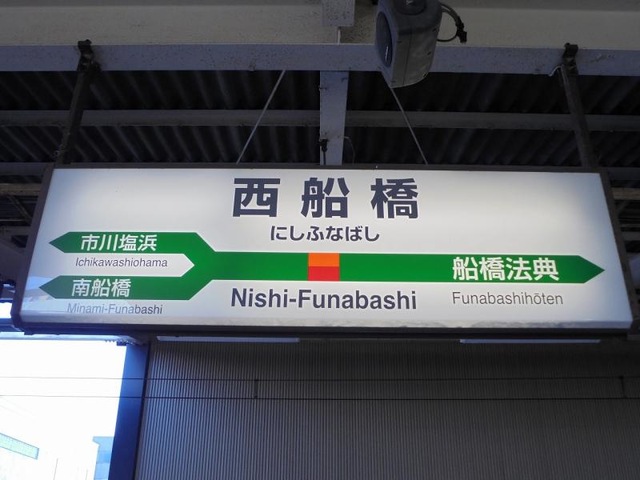 西船橋
にしふなばし
市川塩浜
Ichikawashiohama
南船橋
Minami-Funabashi
Nishi-Funabashi
船橋法典
Funabashihōten